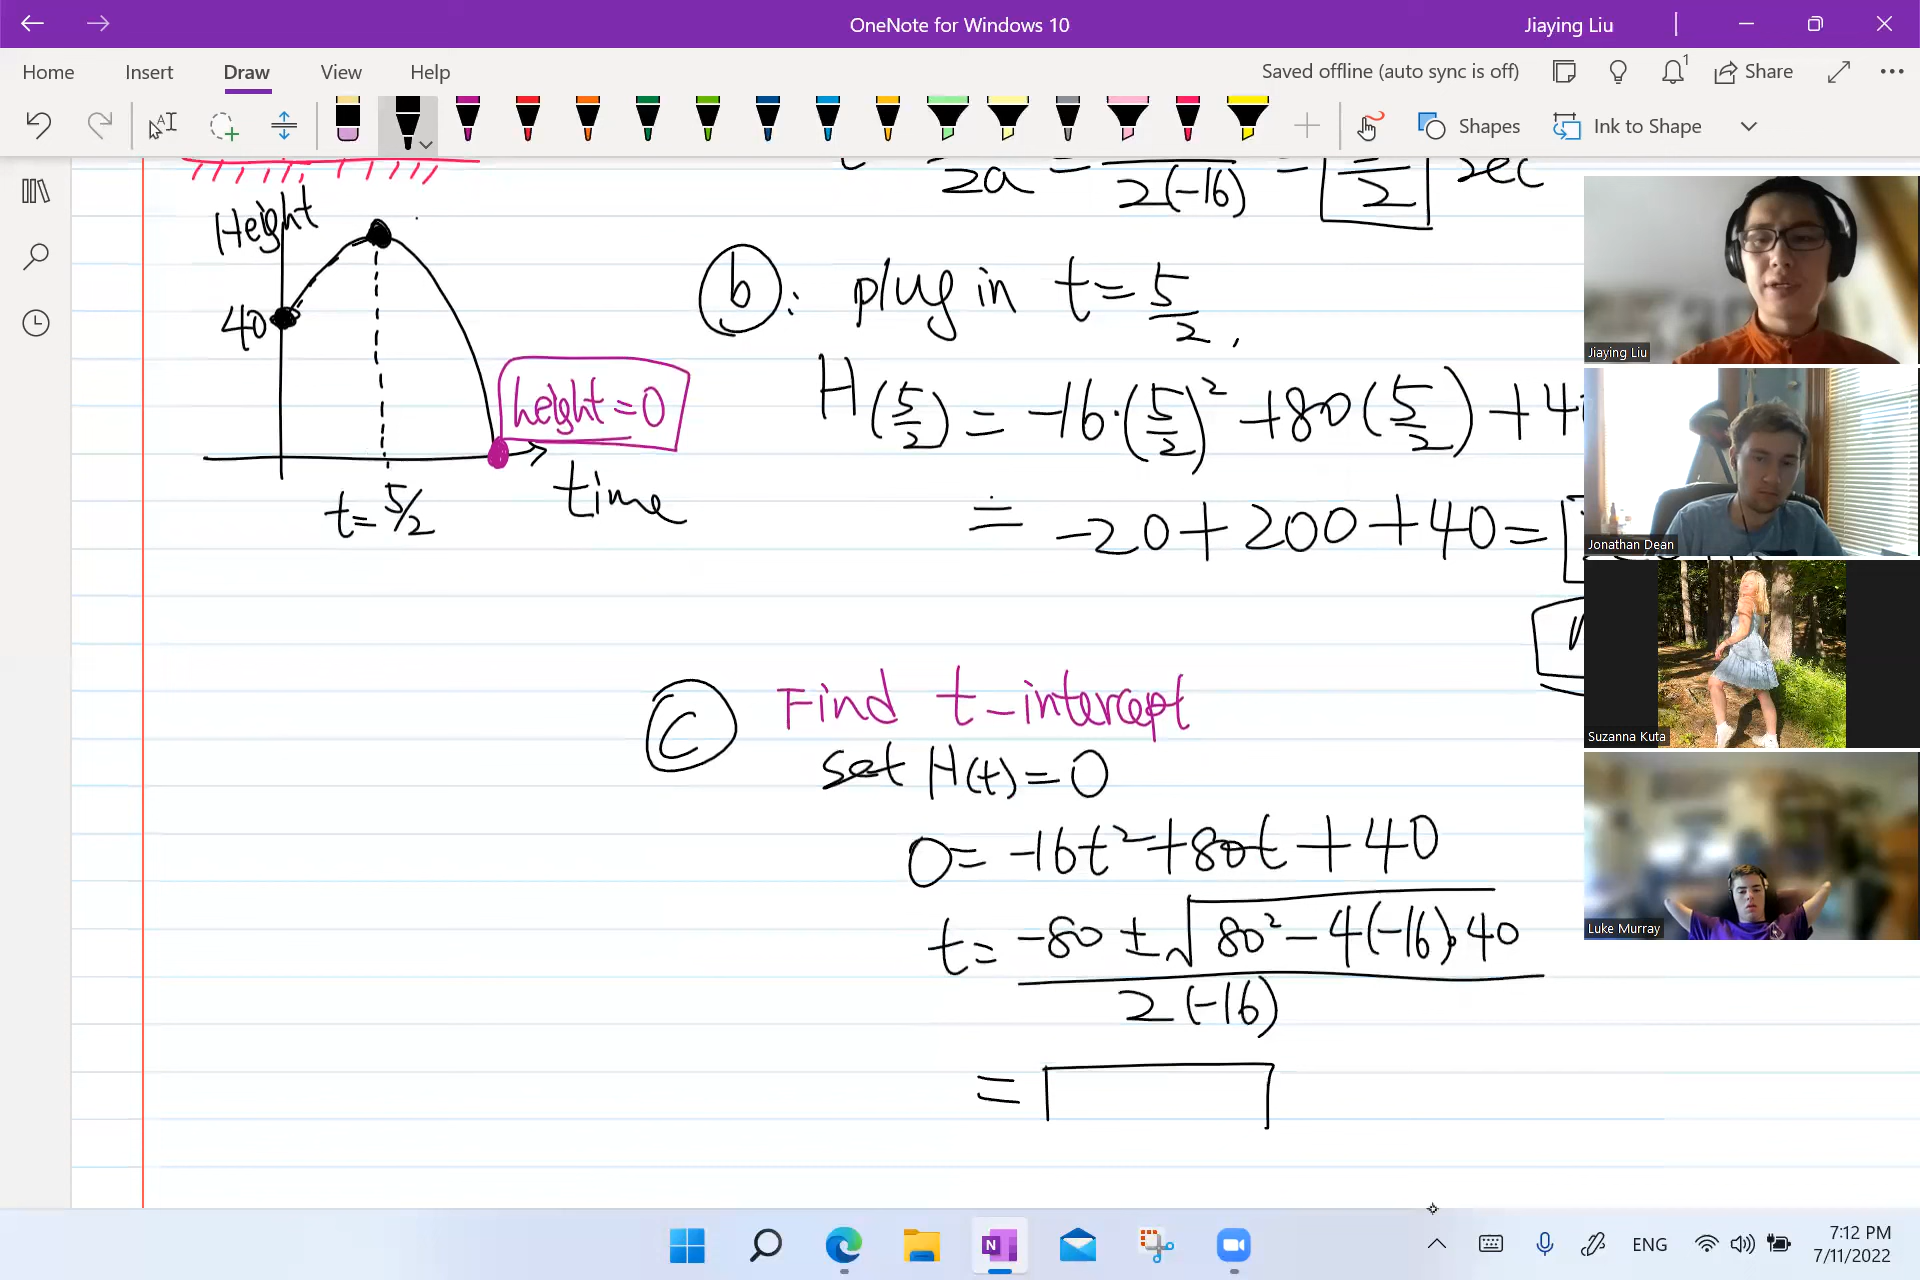 OneNote for Windows 10
Jiaying Liu
Home Insert Draw View Help
Saved offline (auto sync is off)
1
Share
Shapes
Ink to Shape
2a = 2(-16) = 2 sec
Height
40
height = 0
t = 5/2
time
b : plug in t = 5/2,
H(5/2) = -16·(5/2)² + 80(5/2) + 4
= -20 + 200 + 40 =
c Find t-intercept
set H(t) = 0
0 = -16t² + 80t + 40
t = -80 ± √80² - 4(-16)·40
2(-16)
=
Jiaying Liu
Jonathan Dean
Suzanna Kuta
Luke Murray
ENG
7:12 PM
7/11/2022